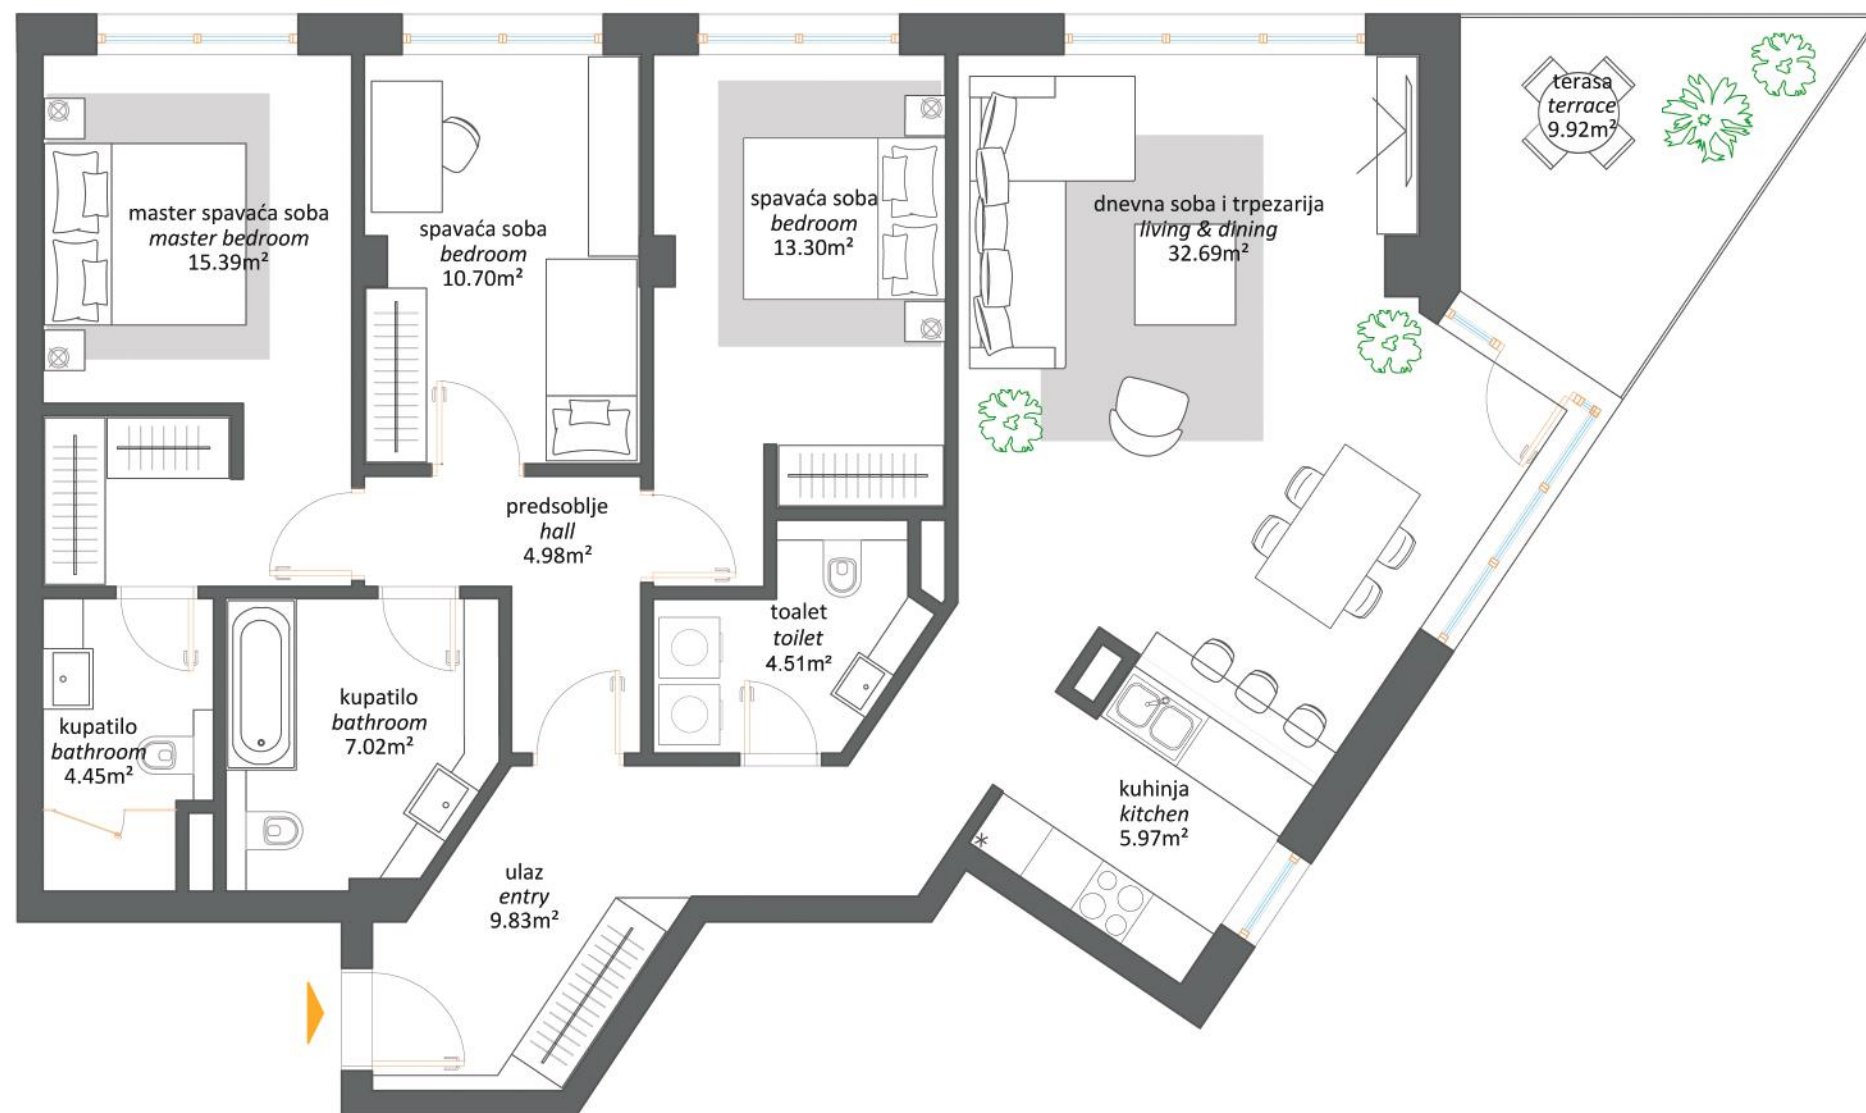 master spavaća soba
master bedroom
15.39m²
spavaća soba
bedroom
10.70m²
spavaća soba
bedroom
13.30m²
dnevna soba i trpezarija
living & dining
32.69m²
terasa
terrace
9.92m²
predsoblje
hall
4.98m²
toalet
toilet
4.51m²
kupatilo
bathroom
4.45m²
kupatilo
bathroom
7.02m²
kuhinja
kitchen
5.97m²
ulaz
entry
9.83m²